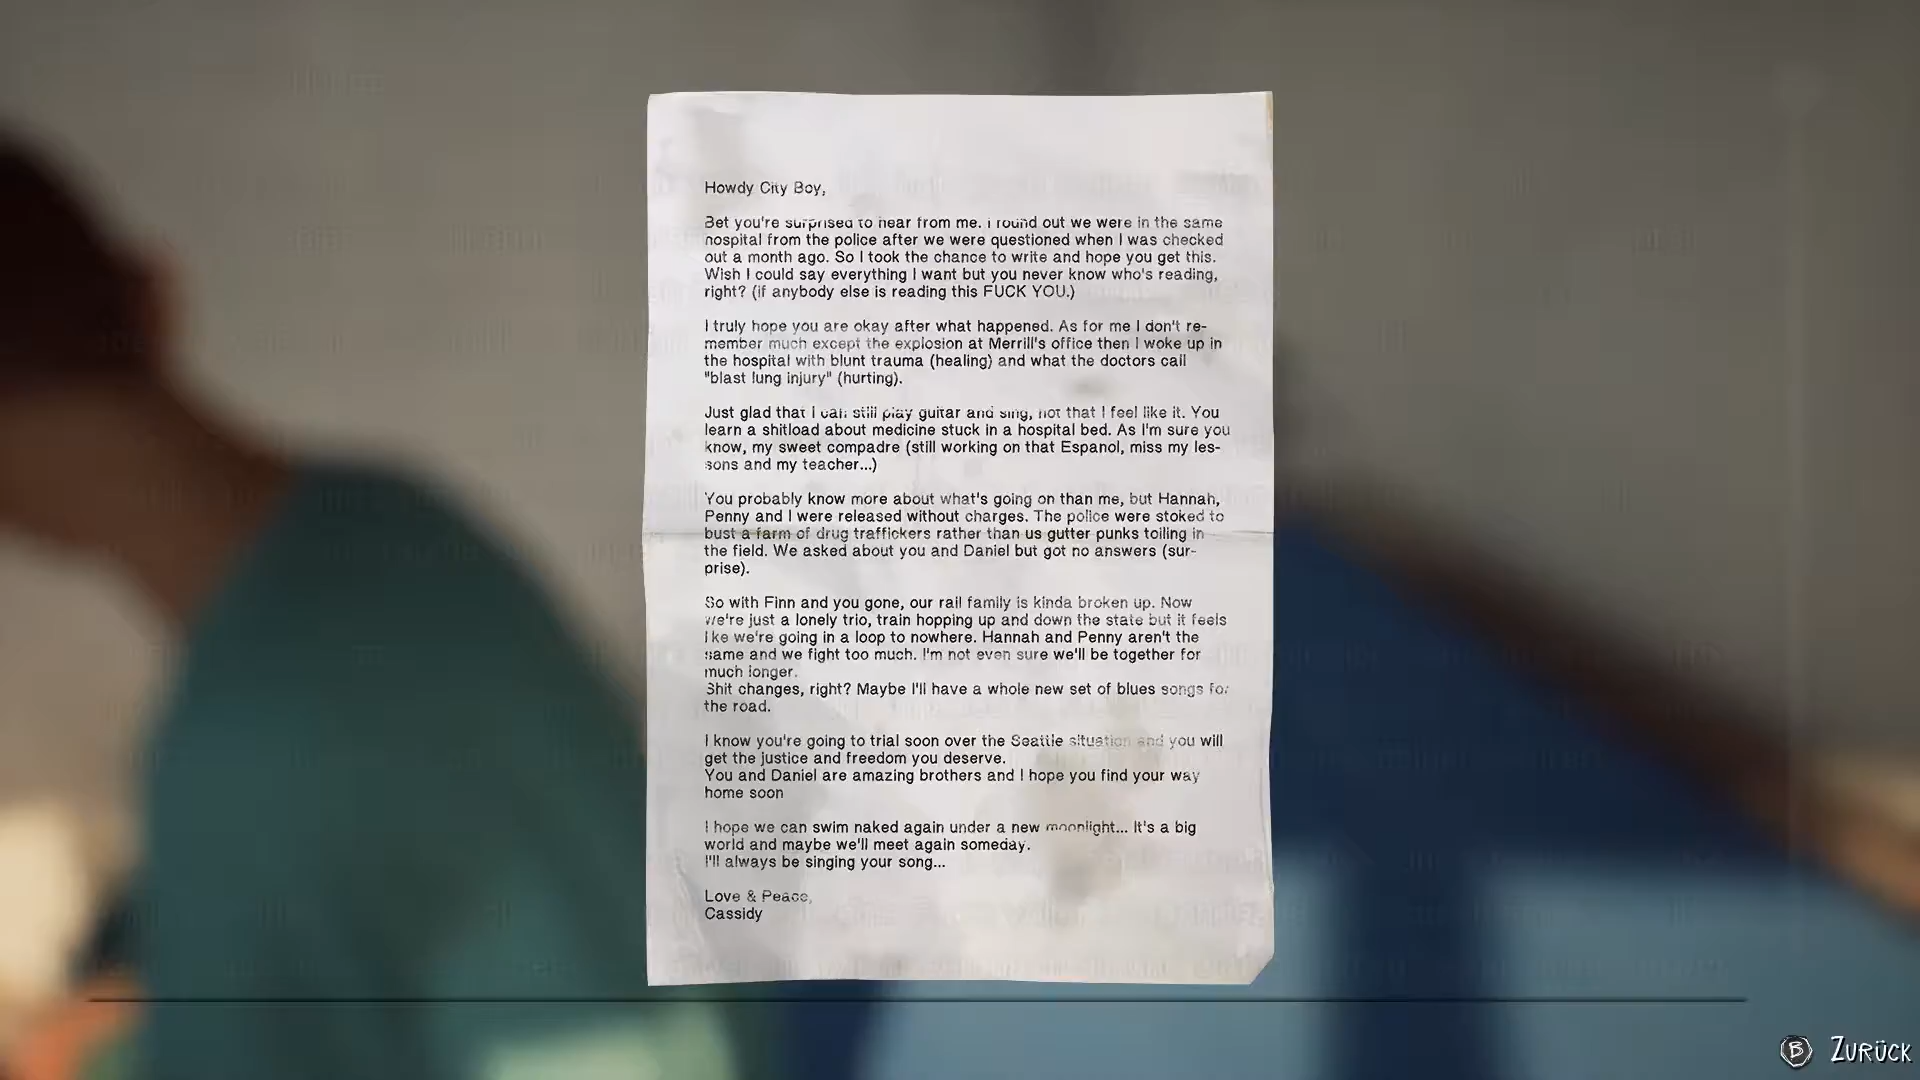 Howdy City Boy,
Bet you're surprised to hear from me. I found out we were in the same
hospital from the police after we were questioned when I was checked
out a month ago. So I took the chance to write and hope you get this.
Wish I could say everything I want but you never know who's reading,
right? (if anybody else is reading this FUCK YOU.)
I truly hope you are okay after what happened. As for me I don't re-
member much except the explosion at Merrill's office then I woke up in
the hospital with blunt trauma (healing) and what the doctors call
"blast lung injury" (hurting).
Just glad that I can still play guitar and sing, not that I feel like it. You
learn a shitload about medicine stuck in a hospital bed. As I'm sure you
know, my sweet compadre (still working on that Espanol, miss my les-
sons and my teacher...)
You probably know more about what's going on than me, but Hannah,
Penny and I were released without charges. The police were stoked to
bust a farm of drug traffickers rather than us gutter punks toiling in
the field. We asked about you and Daniel but got no answers (sur-
prise).
So with Finn and you gone, our rail family is kinda broken up. Now
we're just a lonely trio, train hopping up and down the state but it feels
like we're going in a loop to nowhere. Hannah and Penny aren't the
same and we fight too much. I'm not even sure we'll be together for
much longer.
Shit changes, right? Maybe I'll have a whole new set of blues songs for
the road.
I know you're going to trial soon over the Seattle situation and you will
get the justice and freedom you deserve.
You and Daniel are amazing brothers and I hope you find your way
home soon
I hope we can swim naked again under a new moonlight... It's a big
world and maybe we'll meet again someday.
I'll always be singing your song...
Love & Peace,
Cassidy
B ZURÜCK